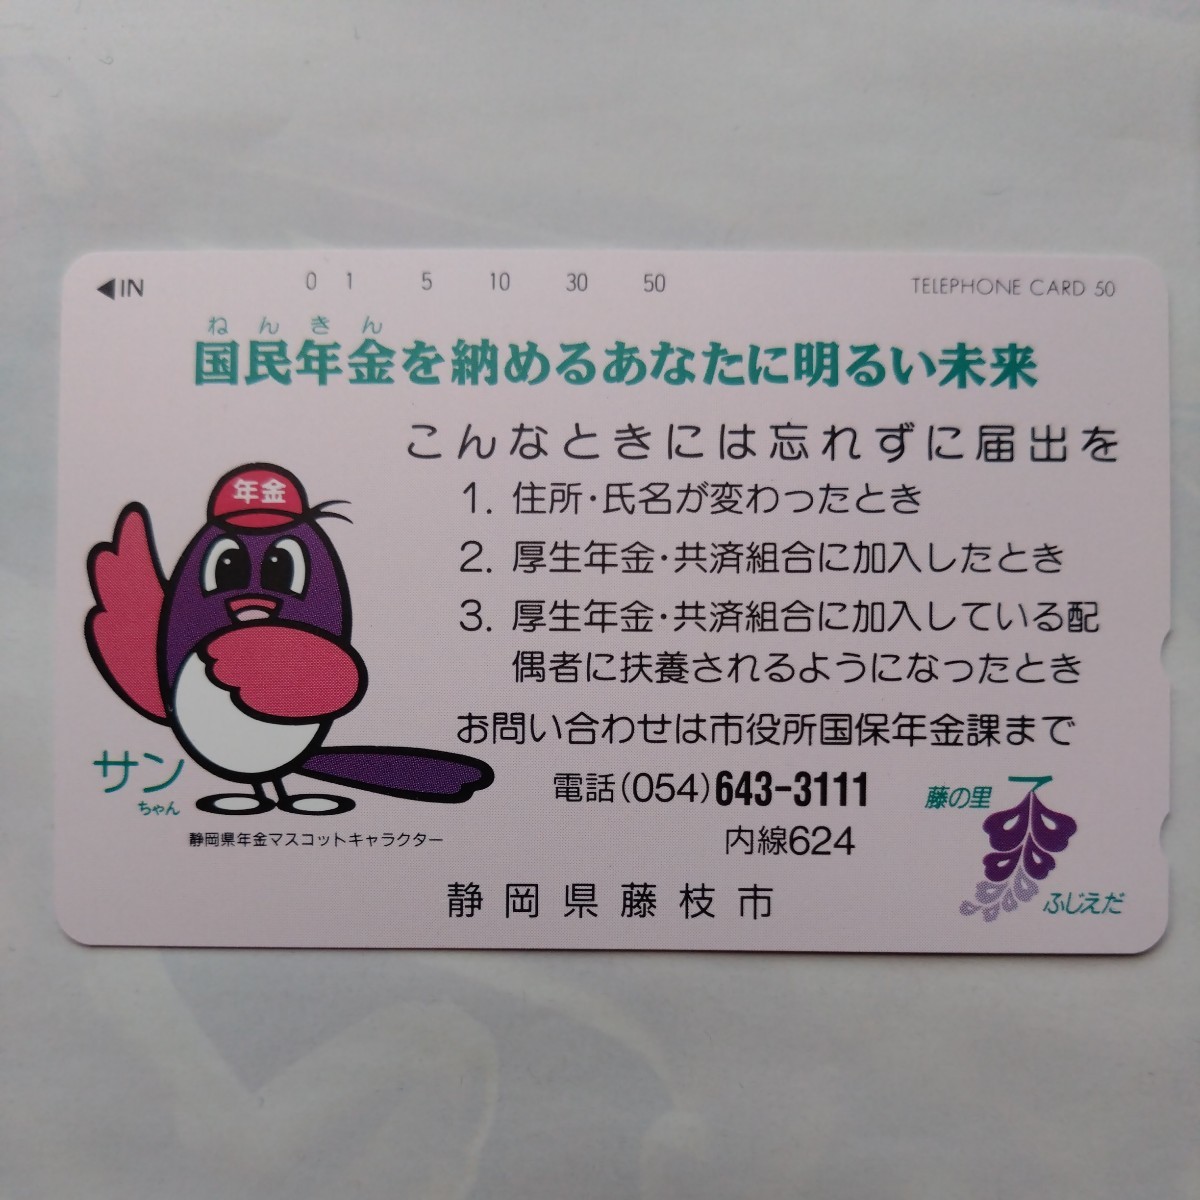 ◀IN 0 1 5 10 30 50 TELEPHONE CARD 50
ねんきん
国民年金を納めるあなたに明るい未来
こんなときには忘れずに届出を
1. 住所・氏名が変わったとき
2. 厚生年金・共済組合に加入したとき
3. 厚生年金・共済組合に加入している配
偶者に扶養されるようになったとき
お問い合わせは市役所国保年金課まで
電話(054)643-3111
内線624
静岡県藤枝市
年金
サン
ちゃん
静岡県年金マスコットキャラクター
藤の里
ふじえだ